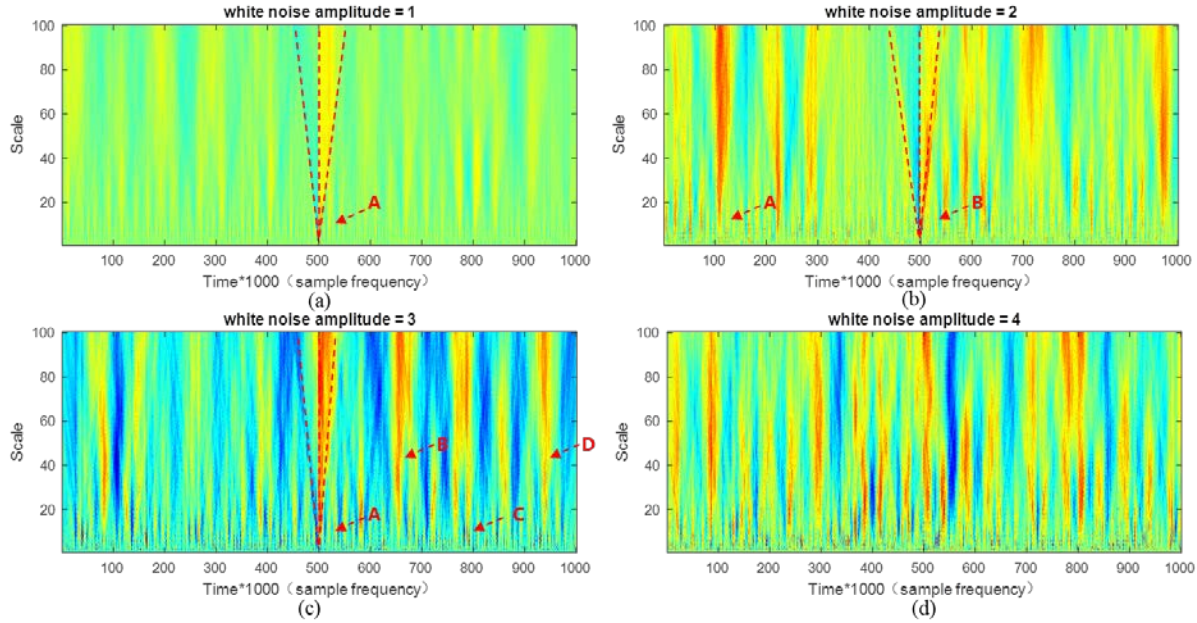 white noise amplitude = 1
100
80
60
40
20
Scale
A
100 200 300 400 500 600 700 800 900 1000
Time*1000（sample frequency）
(a)
white noise amplitude = 2
100
80
60
40
20
Scale
A
B
100 200 300 400 500 600 700 800 900 1000
Time*1000（sample frequency）
(b)
white noise amplitude = 3
100
80
60
40
20
Scale
B
D
A
C
100 200 300 400 500 600 700 800 900 1000
Time*1000（sample frequency）
(c)
white noise amplitude = 4
100
80
60
40
20
Scale
100 200 300 400 500 600 700 800 900 1000
Time*1000（sample frequency）
(d)